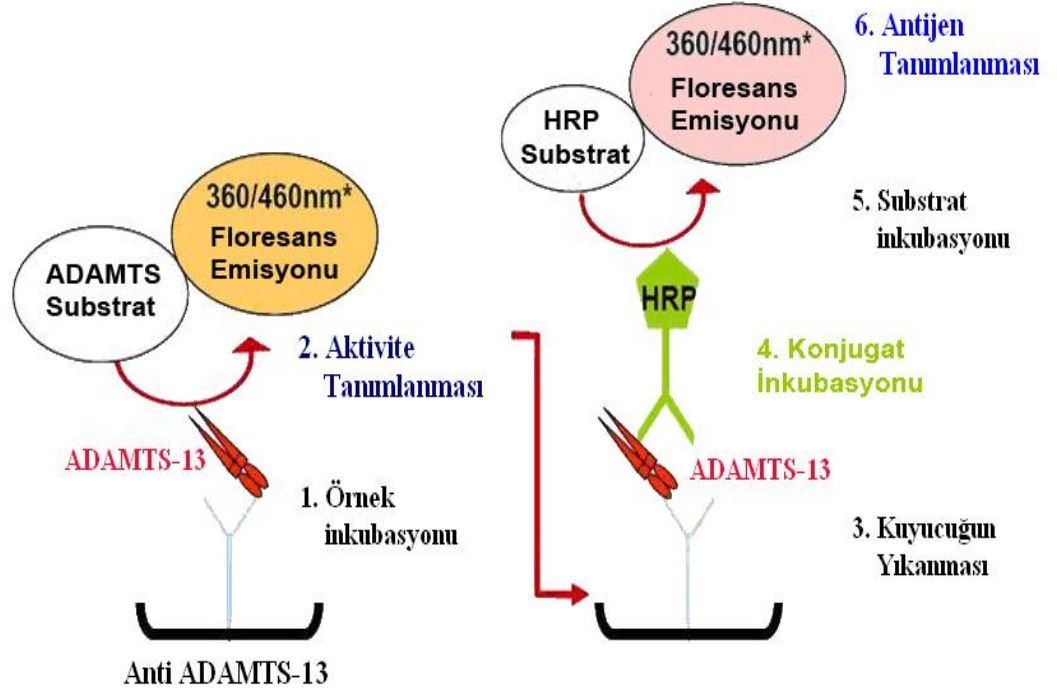 360/460nm*
Floresans
Emisyonu
ADAMTS
Substrat
2. Aktivite
Tanımlanması
ADAMTS-13
1. Örnek
inkubasyonu
Anti ADAMTS-13
360/460nm*
Floresans
Emisyonu
HRP
Substrat
6. Antijen
Tanımlanması
5. Substrat
inkubasyonu
HRP
4. Konjugat
İnkubasyonu
ADAMTS-13
3. Kuyucuğun
Yıkanması